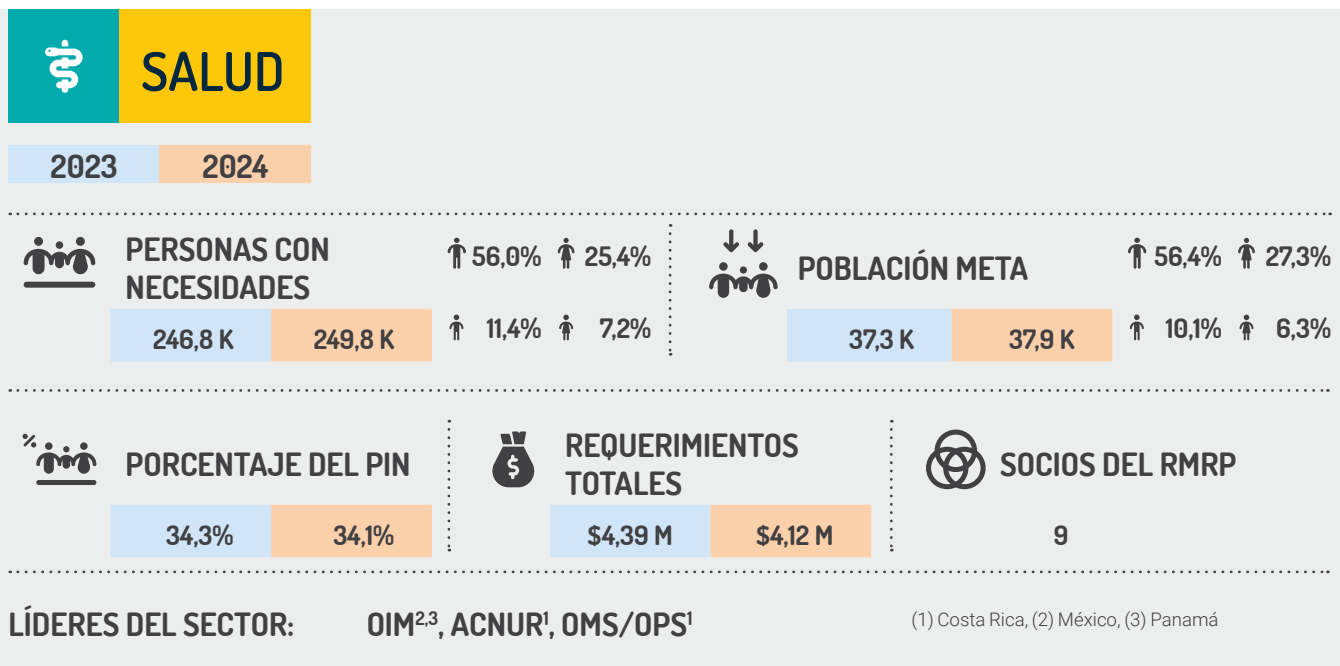 SALUD
2023 2024
PERSONAS CON
NECESIDADES
246,8 K 249,8 K
56,0% 25,4%
11,4% 7,2%
POBLACIÓN META
37,3 K 37,9 K
56,4% 27,3%
10,1% 6,3%
% PORCENTAJE DEL PIN
34,3% 34,1%
$ REQUERIMIENTOS
TOTALES
$4,39 M $4,12 M
SOCIOS DEL RMRP
9
LÍDERES DEL SECTOR: OIM²,³, ACNUR¹, OMS/OPS¹
(1) Costa Rica, (2) México, (3) Panamá